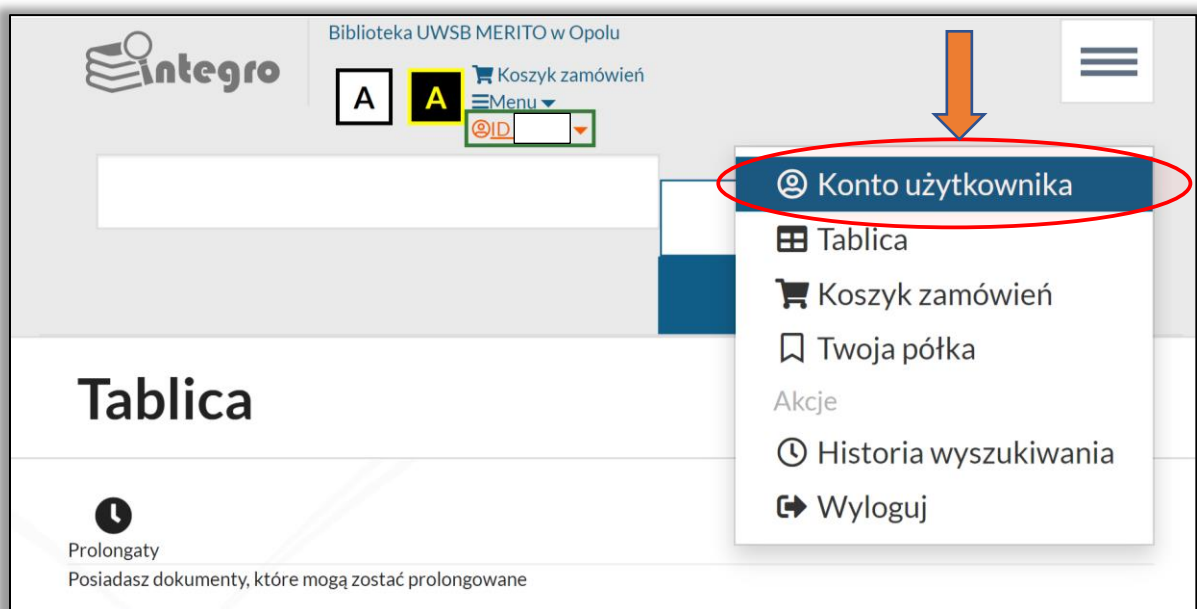 integro
Biblioteka UWSB MERITO w Opolu
A
A
Koszyk zamówień
Menu
ID
Konto użytkownika
Tablica
Koszyk zamówień
Twoja półka
Akcje
Historia wyszukiwania
Wyloguj
Tablica
Prolongaty
Posiadasz dokumenty, które mogą zostać prolongowane